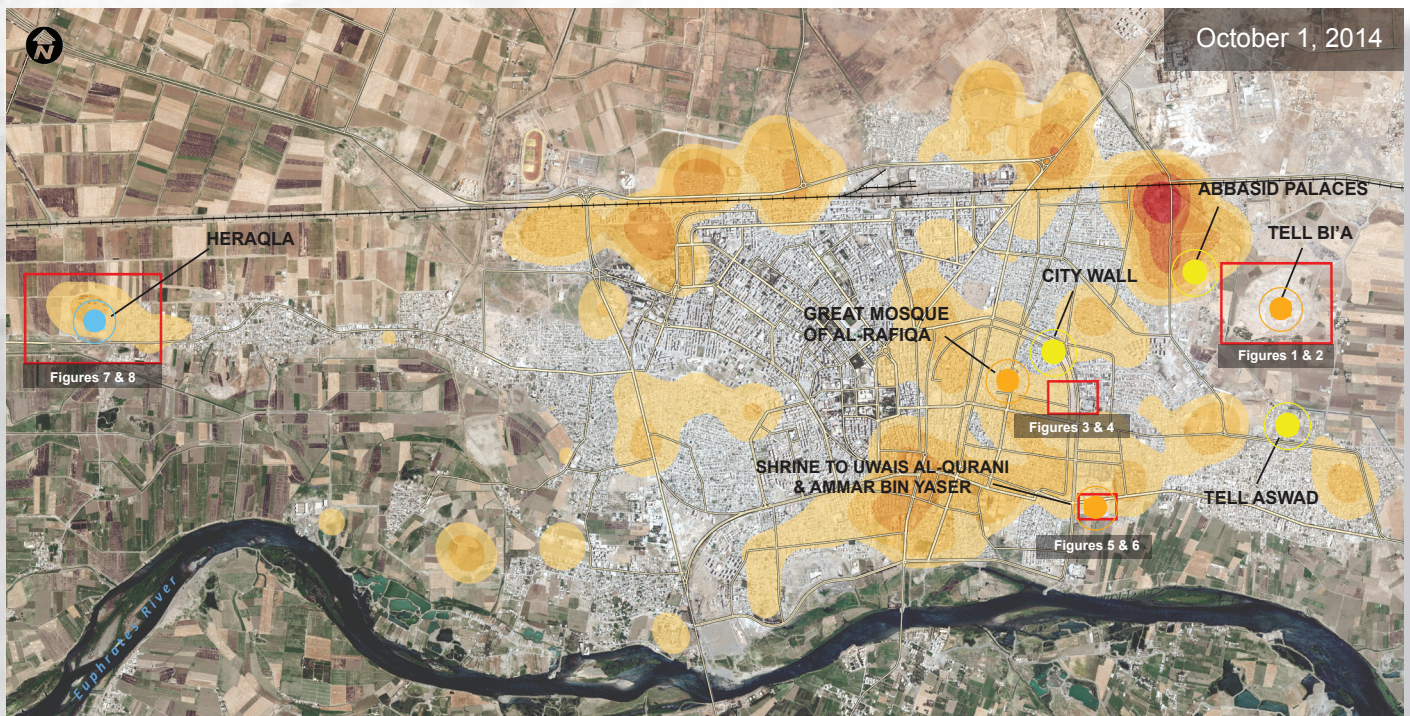 N
October 1, 2014
ABBASID PALACES
TELL BI'A
HERAQLA
CITY WALL
GREAT MOSQUE
OF AL-RAFIQA
Figures 1 & 2
Figures 7 & 8
Figures 3 & 4
SHRINE TO UWAIS AL-QURANI
& AMMAR BIN YASER
TELL ASWAD
Figures 5 & 6
Euphrates River